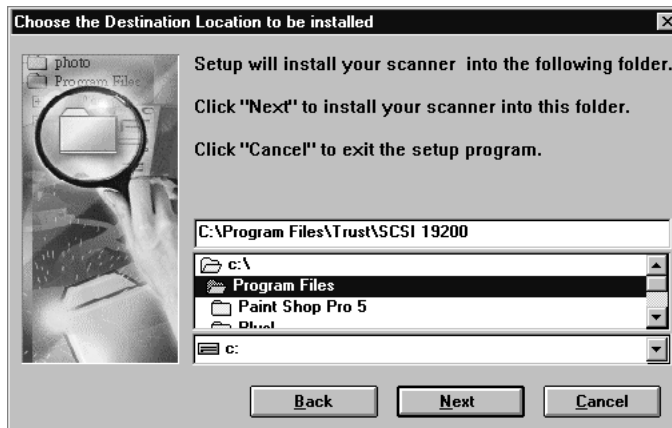 Choose the Destination Location to be installed
photo
Program Files
Setup will install your scanner into the following folder.
Click "Next" to install your scanner into this folder.
Click "Cancel" to exit the setup program.
C:\Program Files\Trust\SCSI 19200
c:\
Program Files
Paint Shop Pro 5
c:
Back
Next
Cancel